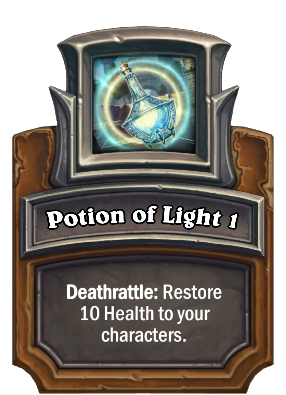 Potion of Light 1
Deathrattle: Restore
10 Health to your
characters.